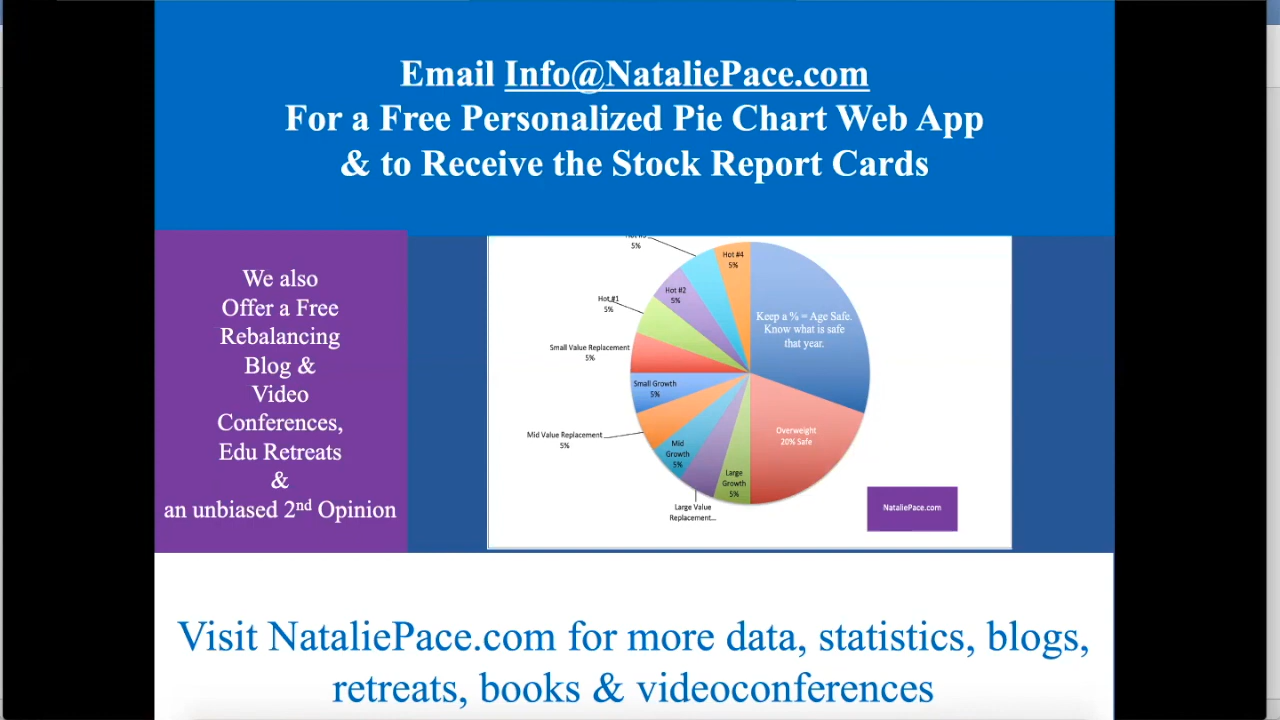 Email Info@NataliePace.com
For a Free Personalized Pie Chart Web App
& to Receive the Stock Report Cards
We also
Offer a Free
Rebalancing
Blog &
Video
Conferences,
Edu Retreats
&
an unbiased 2nd Opinion
5%
Hot #4
5%
Hot #2
5%
Hot #1
5%
Small Value Replacement
5%
Small Growth
5%
Mid Value Replacement
5%
Mid
Growth
5%
Large Value
Replacement...
Large
Growth
5%
Keep a % = Age Safe.
Know what is safe
that year.
Overweight
20% Safe
NataliePace.com
Visit NataliePace.com for more data, statistics, blogs,
retreats, books & videoconferences